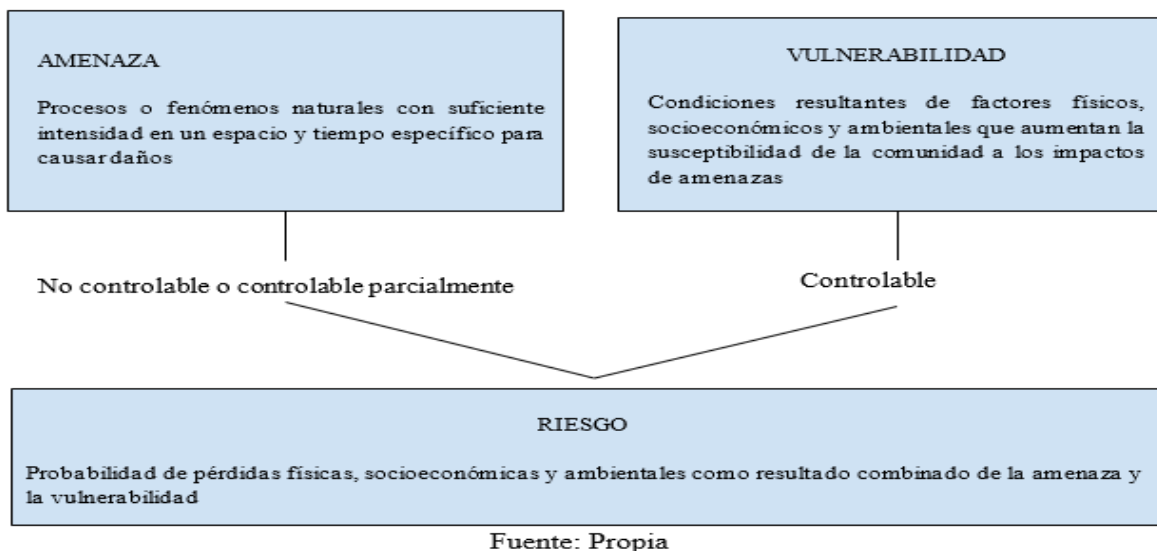 AMENAZA
Procesos o fenómenos naturales con suficiente
intensidad en un espacio y tiempo específico para
causar daños
VULNERABILIDAD
Condiciones resultantes de factores físicos,
socioeconómicos y ambientales que aumentan la
susceptibilidad de la comunidad a los impactos
de amenazas
No controlable o controlable parcialmente
Controlable
RIESGO
Probabilidad de pérdidas físicas, socioeconómicas y ambientales como resultado combinado de la amenaza y
la vulnerabilidad
Fuente: Propia